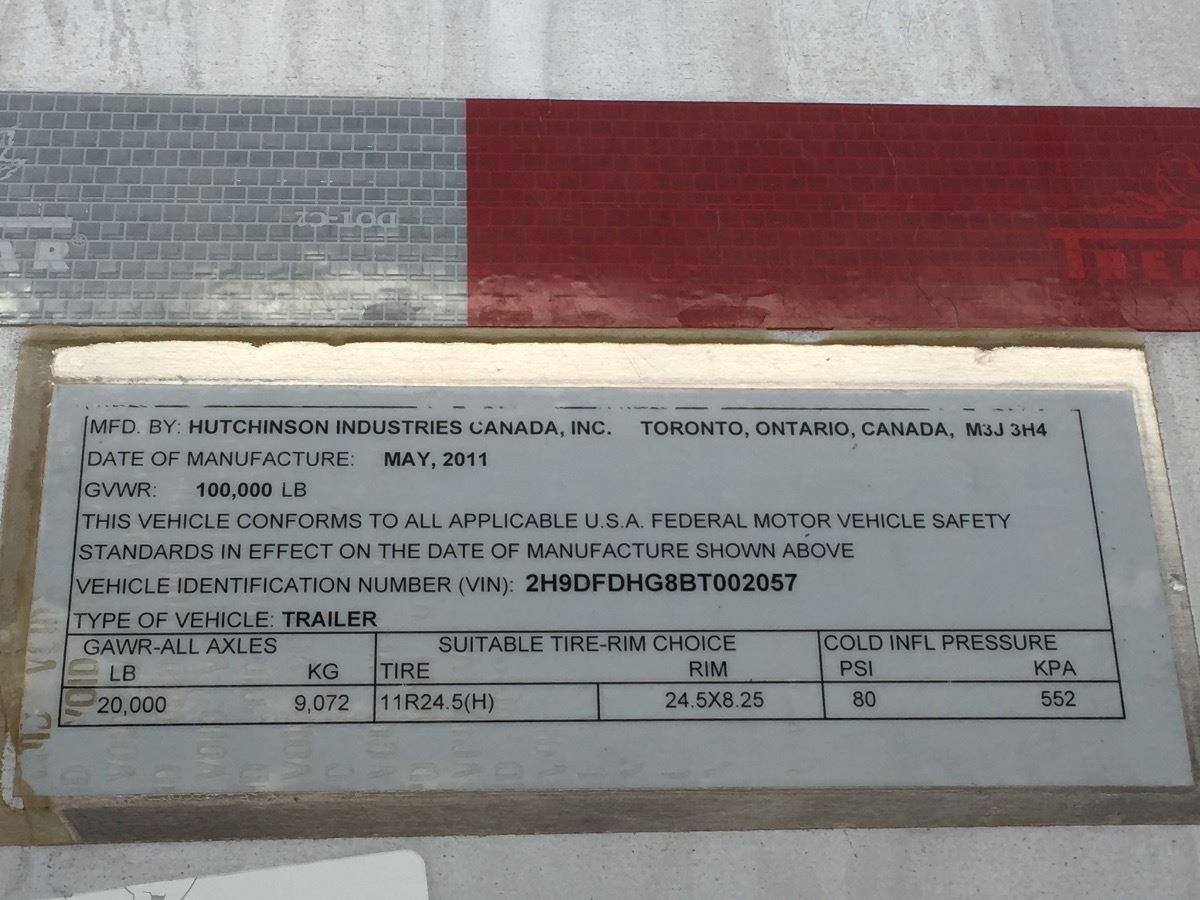 DOT-C2
AR®
MFD. BY: HUTCHINSON INDUSTRIES CANADA, INC. TORONTO, ONTARIO, CANADA, M3J 3H4
DATE OF MANUFACTURE: MAY, 2011
GVWR: 100,000 LB
THIS VEHICLE CONFORMS TO ALL APPLICABLE U.S.A. FEDERAL MOTOR VEHICLE SAFETY
STANDARDS IN EFFECT ON THE DATE OF MANUFACTURE SHOWN ABOVE
VEHICLE IDENTIFICATION NUMBER (VIN): 2H9DFDHG8BT002057
TYPE OF VEHICLE: TRAILER
GAWR-ALL AXLES SUITABLE TIRE-RIM CHOICE COLD INFL PRESSURE
LB KG TIRE RIM PSI KPA
20,000 9,072 11R24.5(H) 24.5X8.25 80 552
VOID